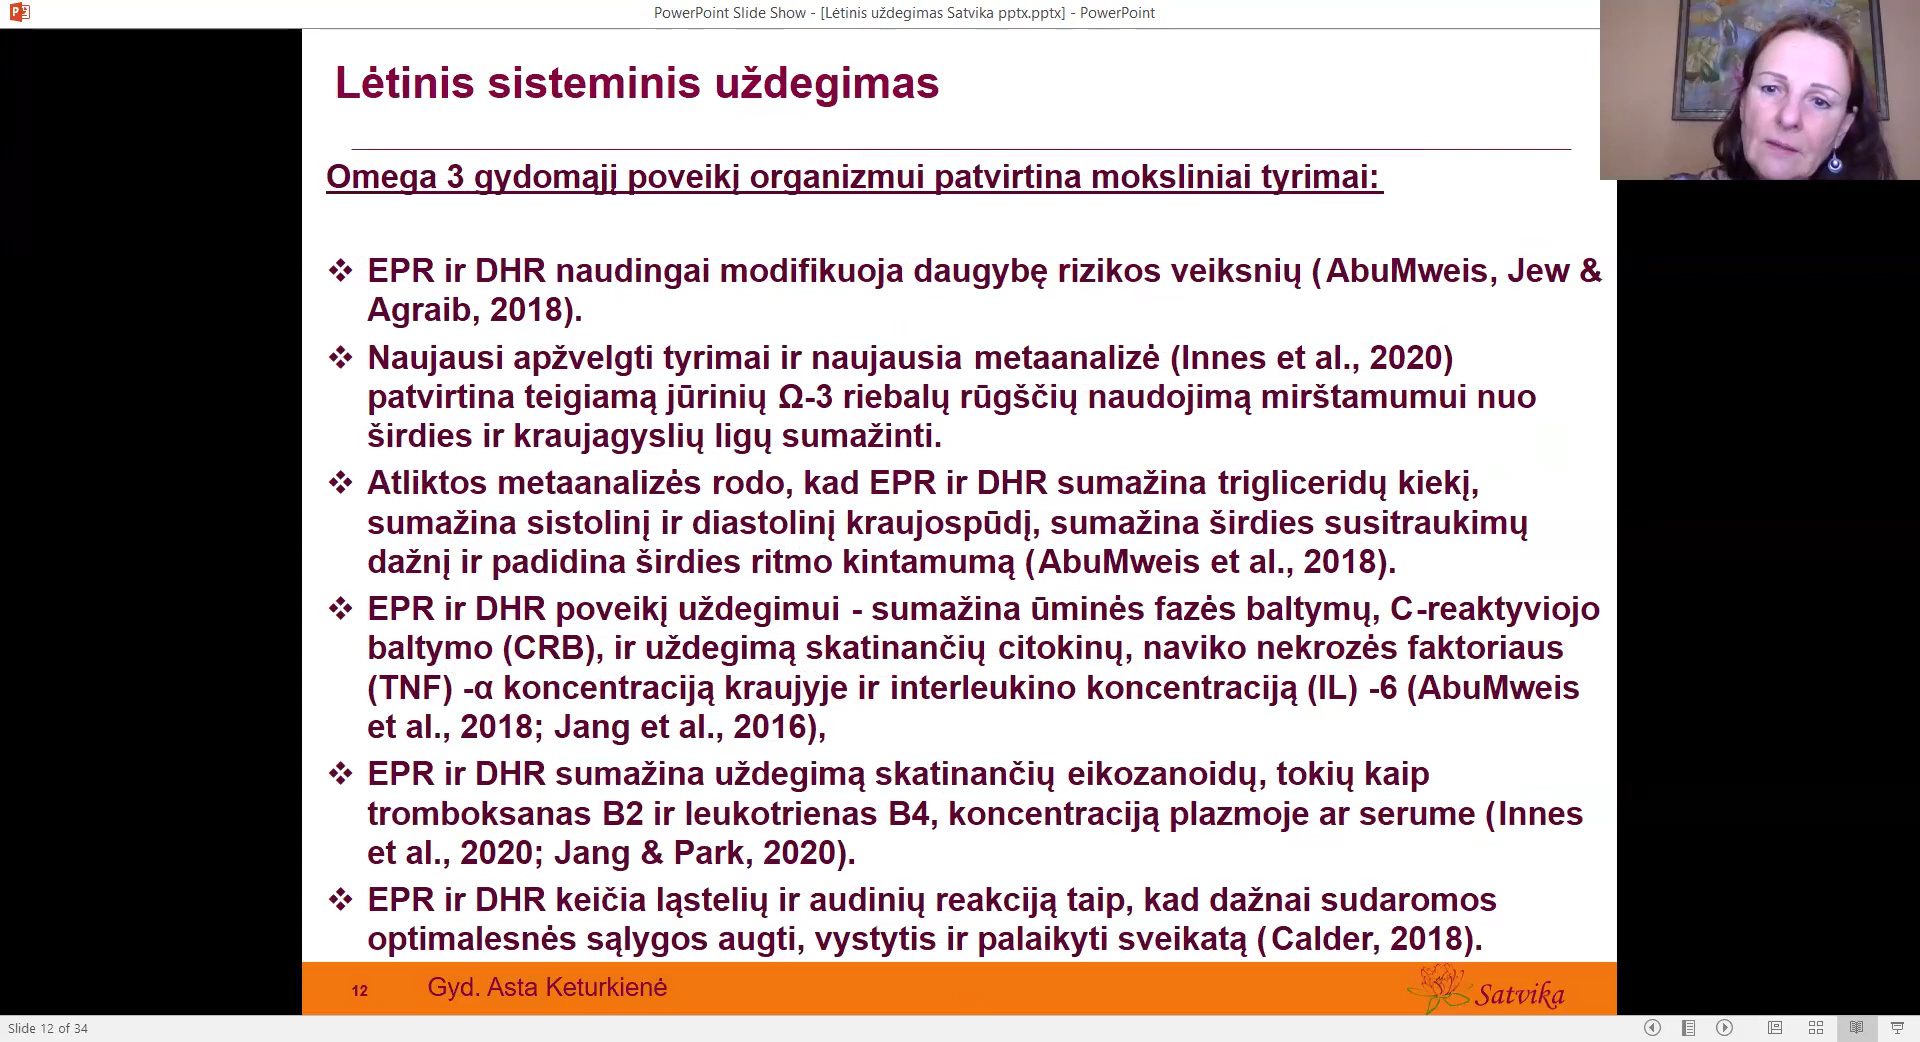 PowerPoint Slide Show - [Lėtinis uždegimas Satvika pptx.pptx] - PowerPoint
Lėtinis sisteminis uždegimas
Omega 3 gydomąjį poveikį organizmui patvirtina moksliniai tyrimai:
❖ EPR ir DHR naudingai modifikuoja daugybę rizikos veiksnių (AbuMweis, Jew &
Agraib, 2018).
❖ Naujausi apžvelgti tyrimai ir naujausia metaanalizė (Innes et al., 2020)
patvirtina teigiamą jūrinių Ω-3 riebalų rūgščių naudojimą mirštamumui nuo
širdies ir kraujagyslių ligų sumažinti.
❖ Atliktos metaanalizės rodo, kad EPR ir DHR sumažina trigliceridų kiekį,
sumažina sistolinį ir diastolinį kraujospūdį, sumažina širdies susitraukimų
dažnį ir padidina širdies ritmo kintamumą (AbuMweis et al., 2018).
❖ EPR ir DHR poveikį uždegimui - sumažina ūminės fazės baltymų, C-reaktyviojo
baltymo (CRB), ir uždegimą skatinančių citokinų, naviko nekrozės faktoriaus
(TNF) -α koncentraciją kraujyje ir interleukino koncentraciją (IL) -6 (AbuMweis
et al., 2018; Jang et al., 2016),
❖ EPR ir DHR sumažina uždegimą skatinančių eikozanoidų, tokių kaip
tromboksanas B2 ir leukotrienas B4, koncentraciją plazmoje ar serume (Innes
et al., 2020; Jang & Park, 2020).
❖ EPR ir DHR keičia ląstelių ir audinių reakciją taip, kad dažnai sudaromos
optimalesnės sąlygos augti, vystytis ir palaikyti sveikatą (Calder, 2018).
12 Gyd. Asta Keturkienė Satvika
Slide 12 of 34